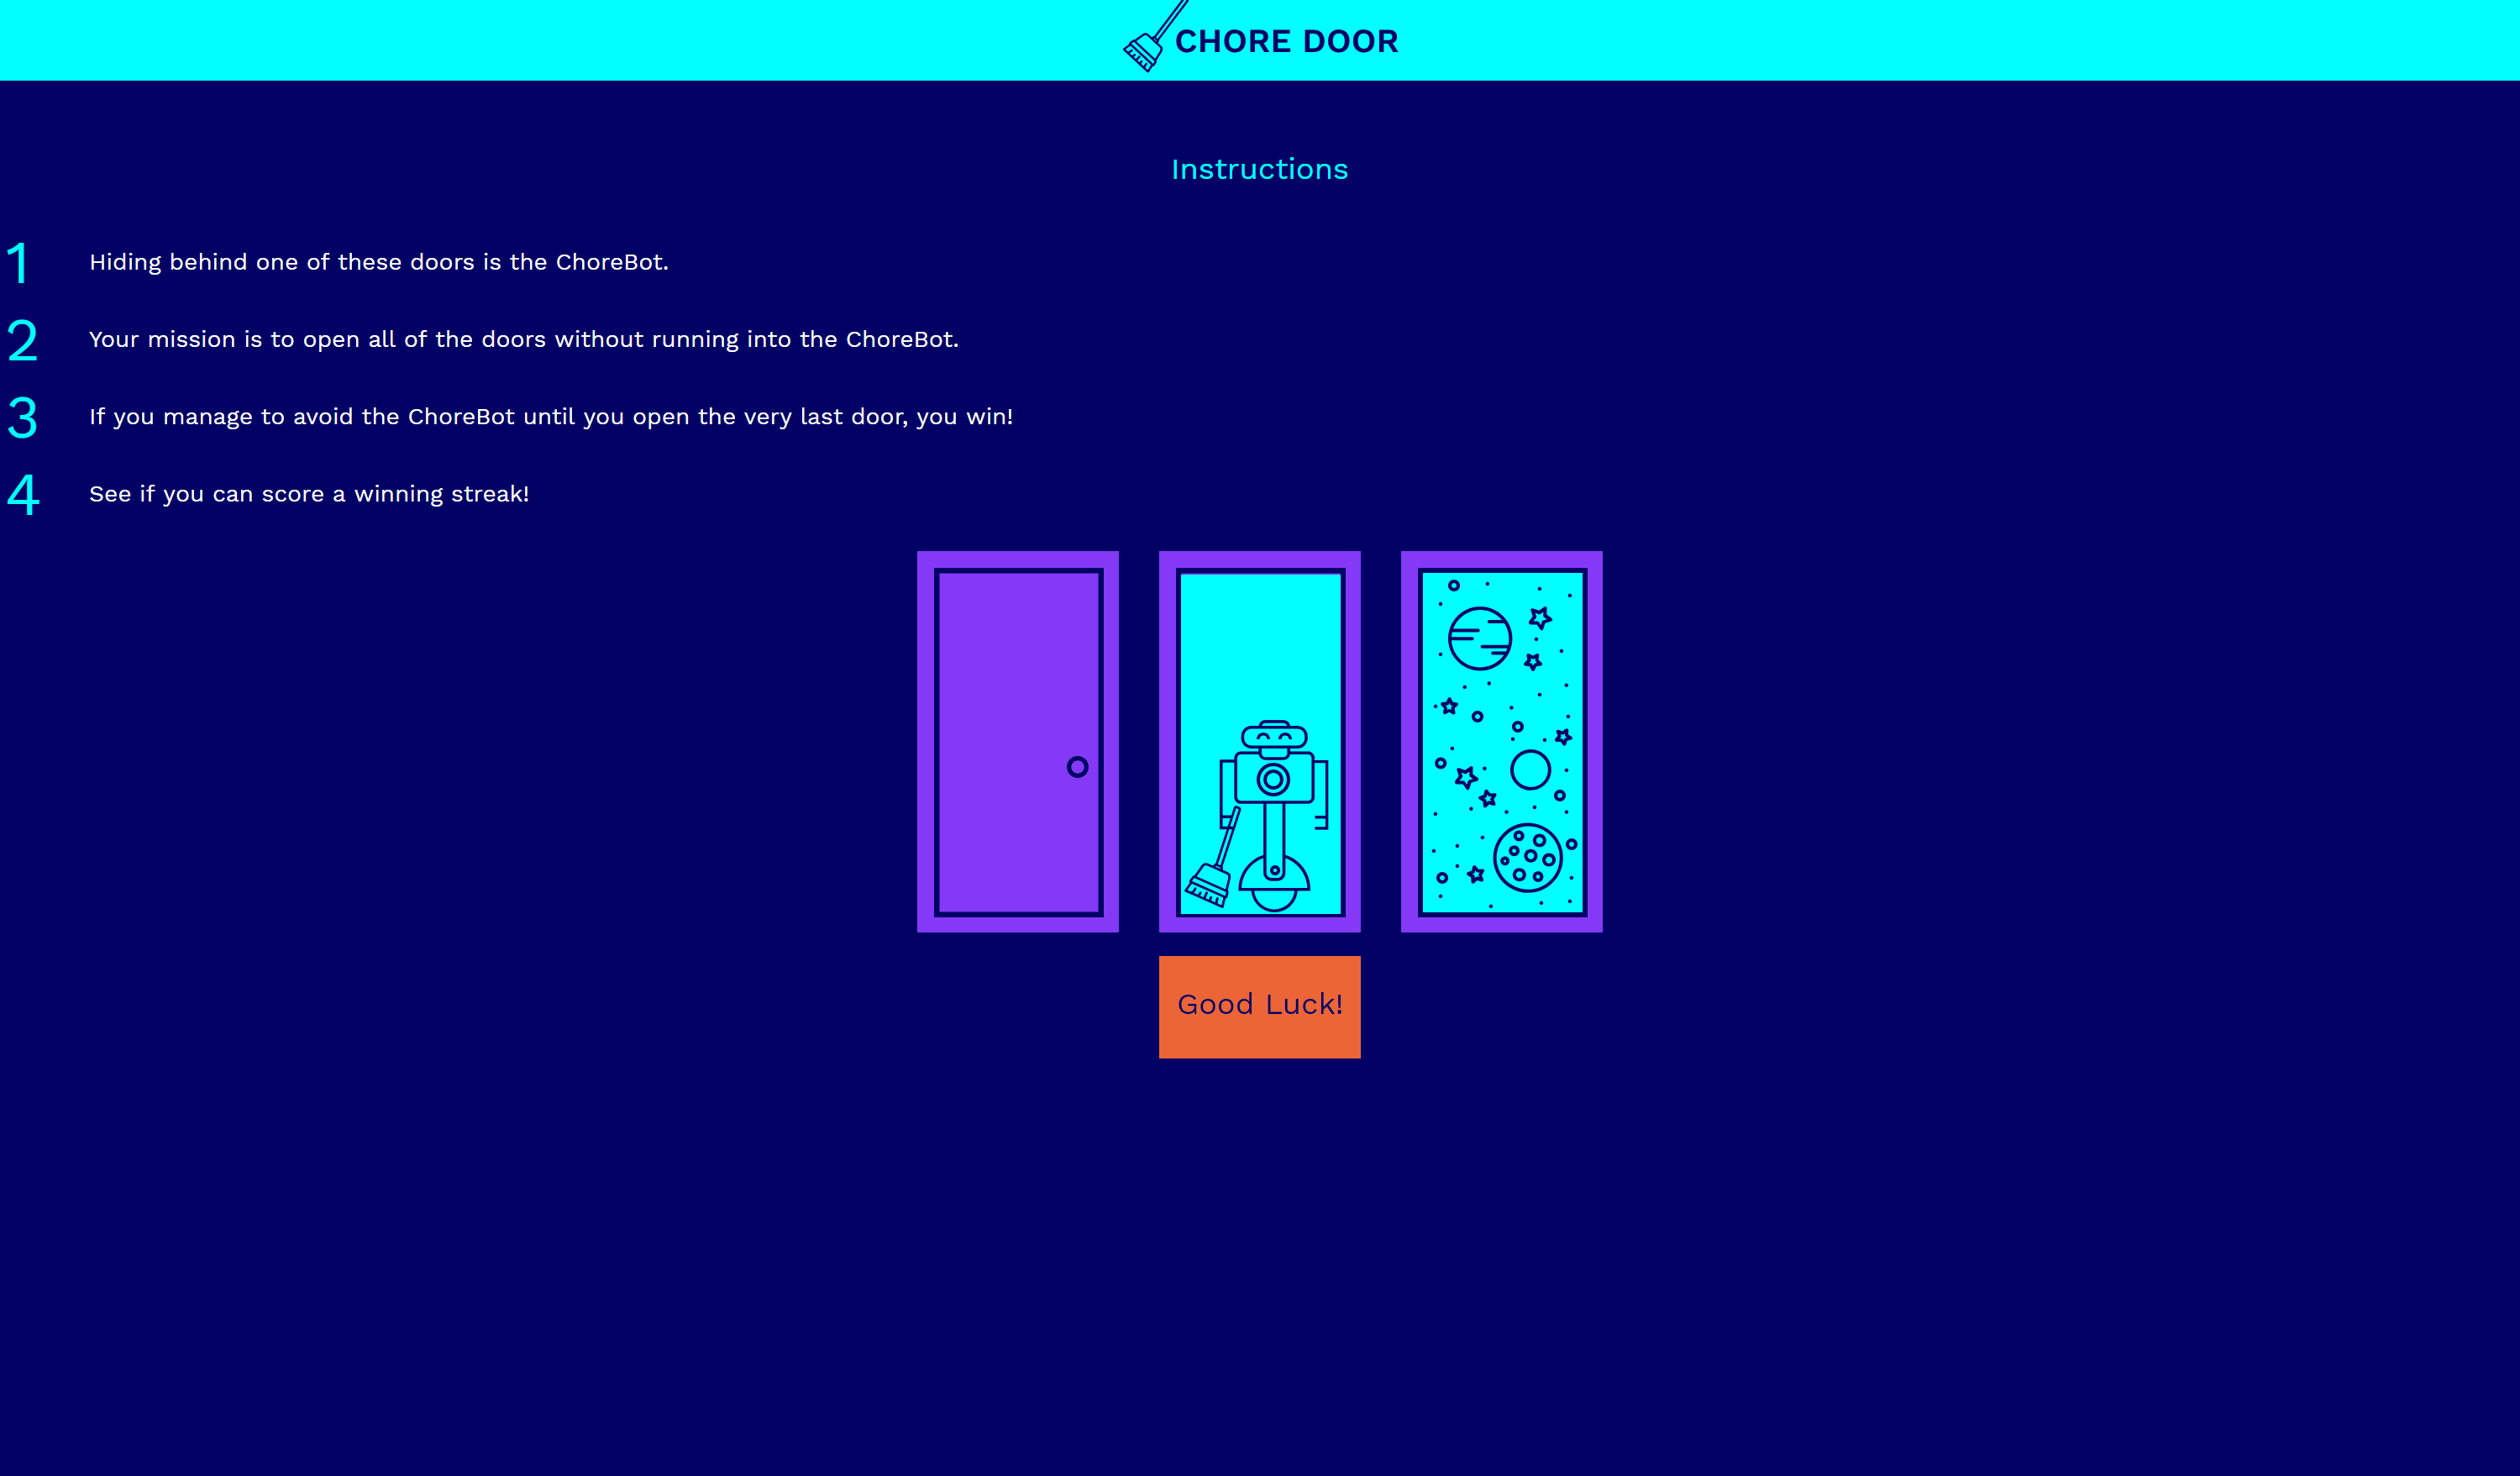 CHORE DOOR
Instructions
1 Hiding behind one of these doors is the ChoreBot.
2 Your mission is to open all of the doors without running into the ChoreBot.
3 If you manage to avoid the ChoreBot until you open the very last door, you win!
4 See if you can score a winning streak!
Good Luck!